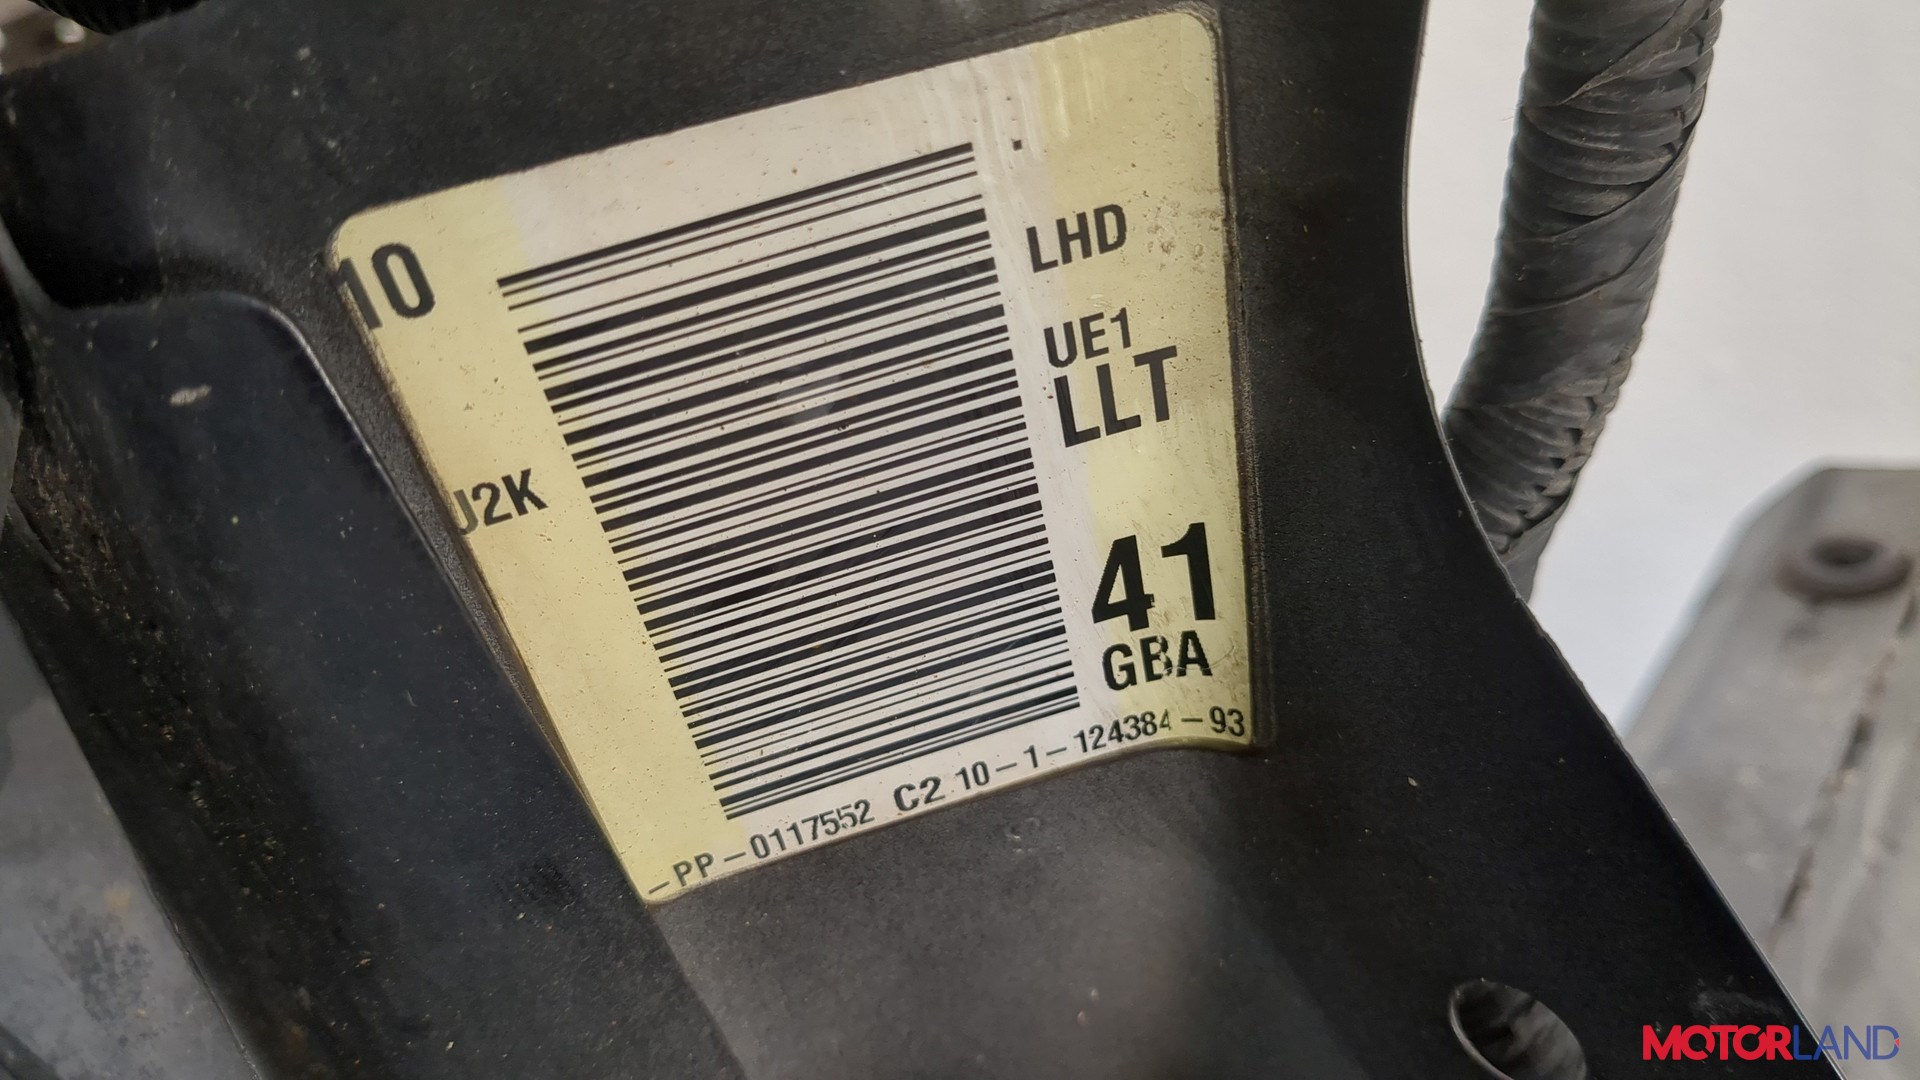 10
LHD
UE1
LLT
U2K
41
GBA
-PP-0117552 C2 10-1-124384-93
MOTORLAND